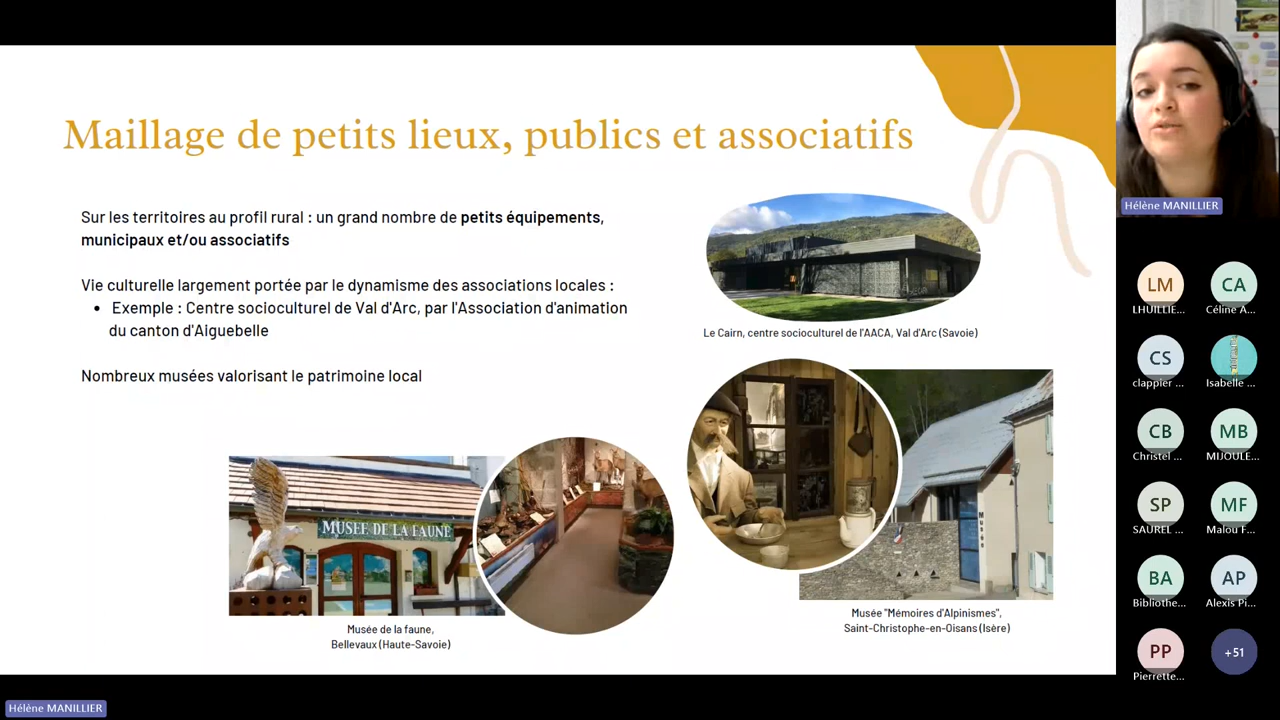 Maillage de petits lieux, publics et associatifs
Sur les territoires au profil rural : un grand nombre de petits équipements,
municipaux et/ou associatifs
Vie culturelle largement portée par le dynamisme des associations locales :
• Exemple : Centre socioculturel de Val d'Arc, par l'Association d'animation
du canton d'Aiguebelle
Nombreux musées valorisant le patrimoine local
Le Cairn, centre socioculturel de l'AACA, Val d'Arc (Savoie)
MUSEE DE LA FAUNE
Musée de la faune,
Bellevaux (Haute-Savoie)
MUSÉE
Musée "Mémoires d'Alpinismes",
Saint-Christophe-en-Oisans (Isère)
Hélène MANILLIER
LM
LHUILLIE...
CA
Céline A...
CS
clappier ...
Isabelle ...
CB
Christel ...
MB
MIJOULE...
SP
SAUREL ...
MF
Malou F...
BA
Bibliothe...
AP
Alexis Pi...
PP
Pierrette...
+51
Hélène MANILLIER